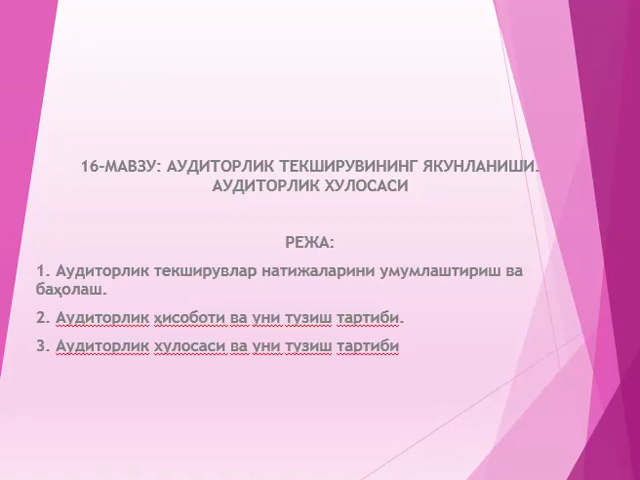 16-МАВЗУ: АУДИТОРЛИК ТЕКШИРУВИНИНГ ЯКУНЛАНИШИ.
АУДИТОРЛИК ХУЛОСАСИ
РЕЖА:
1. Аудиторлик текширувлар натижаларини умумлаштириш ва
баҳолаш.
2. Аудиторлик ҳисоботи ва уни тузиш тартиби.
3. Аудиторлик хулосаси ва уни тузиш тартиби